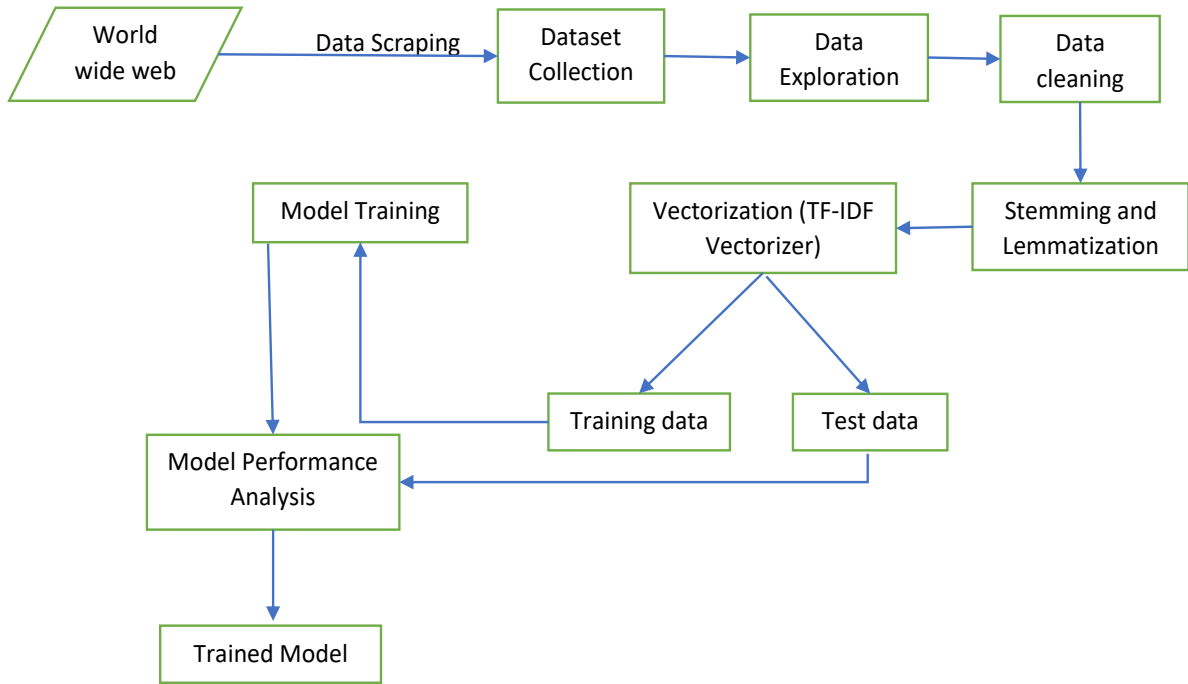 World
wide web
Data Scraping
Dataset
Collection
Data
Exploration
Data
cleaning
Model Training
Vectorization (TF-IDF
Vectorizer)
Stemming and
Lemmatization
Training data
Test data
Model Performance
Analysis
Trained Model